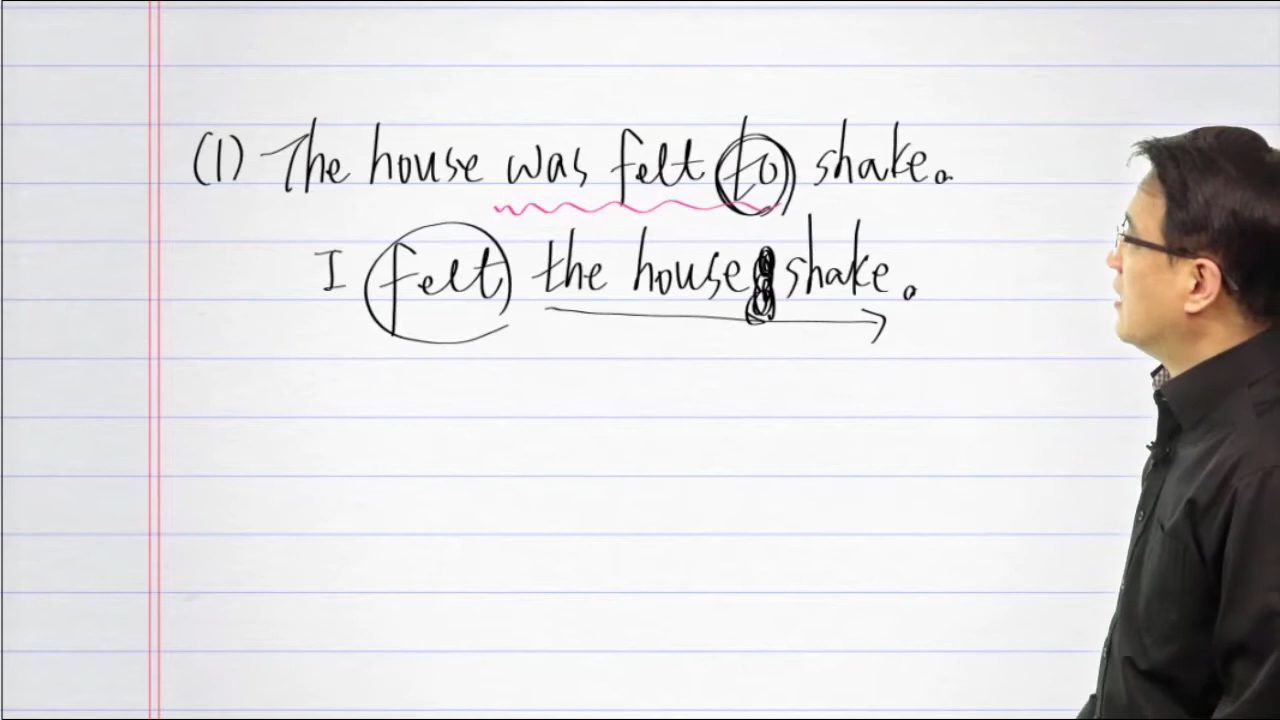 (1) The house was felt to shake.
I felt the house shake.